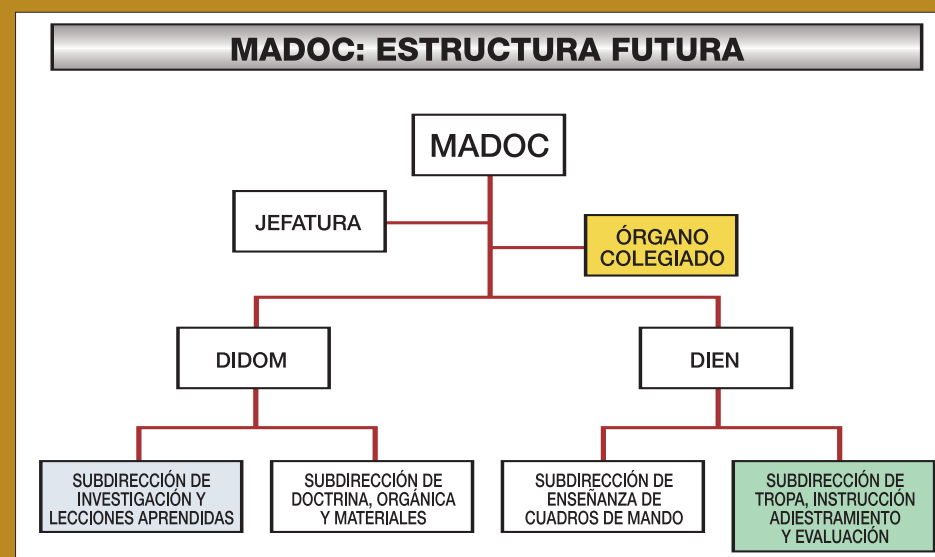 MADOC: ESTRUCTURA FUTURA
MADOC
JEFATURA
ÓRGANO
COLEGIADO
DIDOM
DIEN
SUBDIRECCIÓN DE
INVESTIGACIÓN Y
LECCIONES APRENDIDAS
SUBDIRECCIÓN DE
DOCTRINA, ORGÁNICA
Y MATERIALES
SUBDIRECCIÓN DE
ENSEÑANZA DE
CUADROS DE MANDO
SUBDIRECCIÓN DE
TROPA, INSTRUCCIÓN
ADIESTRAMIENTO
Y EVALUACIÓN